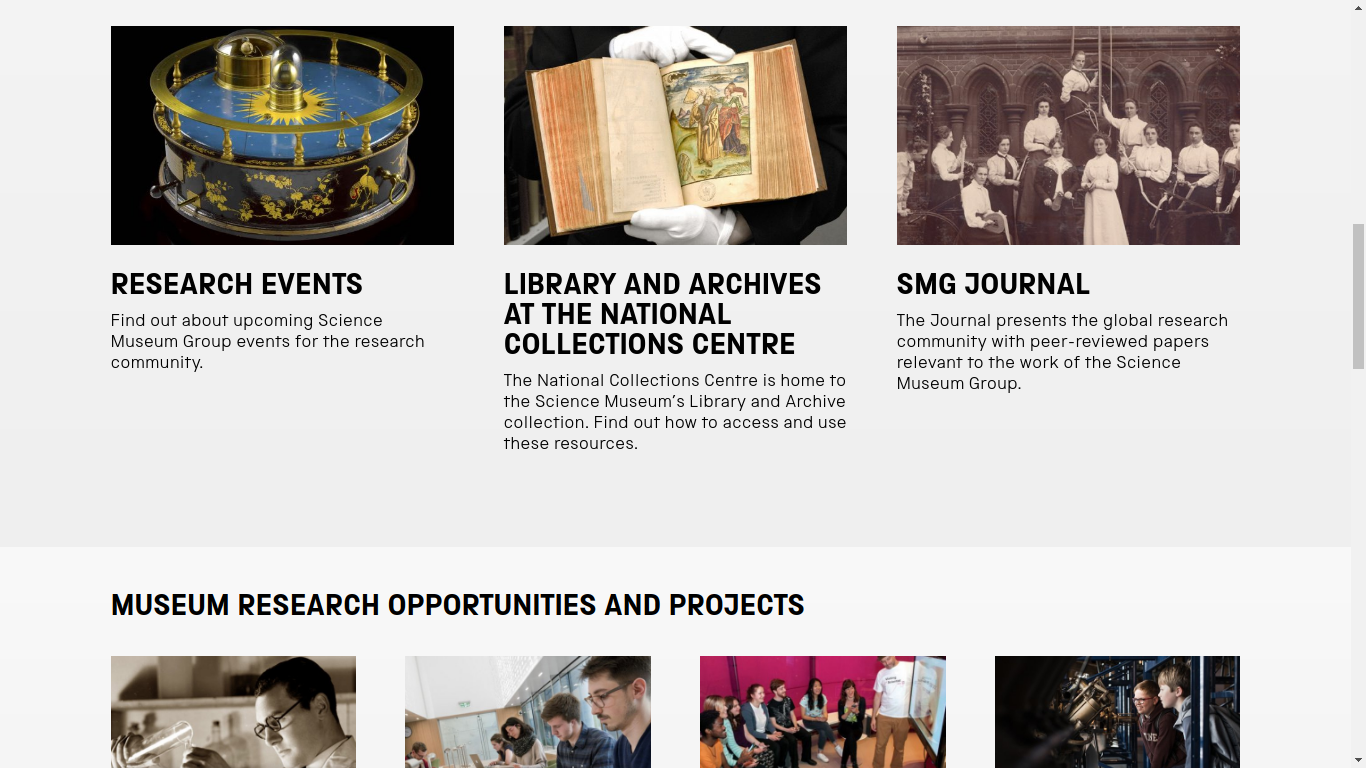 RESEARCH EVENTS
Find out about upcoming Science
Museum Group events for the research
community.
LIBRARY AND ARCHIVES
AT THE NATIONAL
COLLECTIONS CENTRE
The National Collections Centre is home to
the Science Museum’s Library and Archive
collection. Find out how to access and use
these resources.
SMG JOURNAL
The Journal presents the global research
community with peer-reviewed papers
relevant to the work of the Science
Museum Group.
MUSEUM RESEARCH OPPORTUNITIES AND PROJECTS